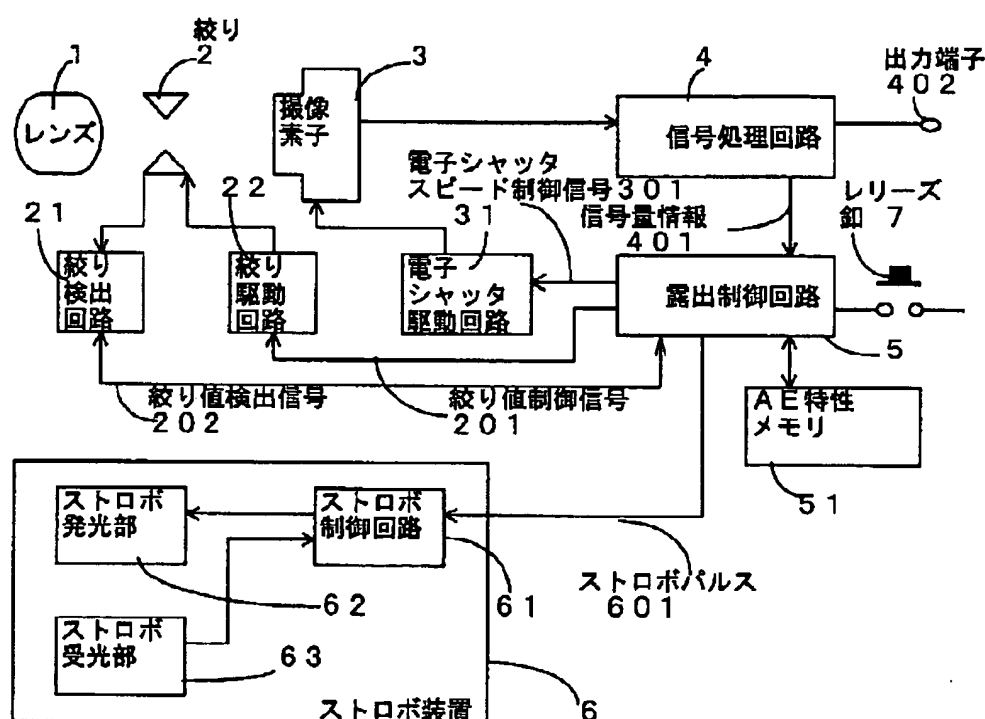 絞り
1
2
3
4
出力端子
402
レンズ
撮像
素子
信号処理回路
電子シャッタ
スピード制御信号301
31
22
21
信号量情報
401
レリーズ
釦 7
絞り
検出
回路
絞り
駆動
回路
電子
シャッタ
駆動回路
露出制御回路
5
絞り値検出信号
202
絞り値制御信号
201
AE特性
メモリ
51
ストロボ
発光部
ストロボ
制御回路
ストロボパルス
601
62
61
ストロボ
受光部
63
ストロボ装置
6